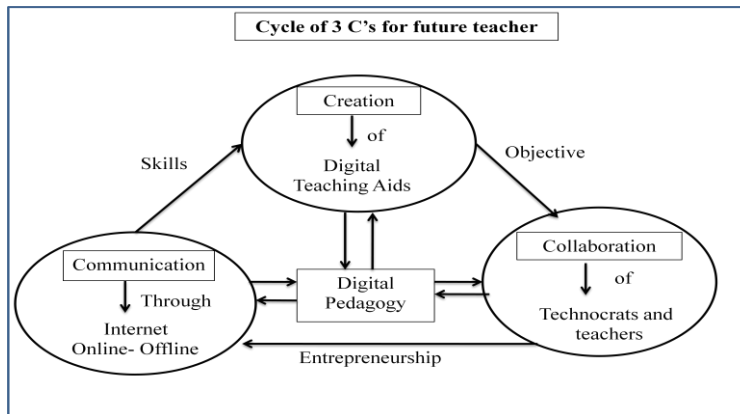 Cycle of 3 C's for future teacher
Creation
of
Digital
Teaching Aids
Skills
Objective
Communication
Through
Internet
Online- Offline
Digital
Pedagogy
Collaboration
of
Technocrats and
teachers
Entrepreneurship